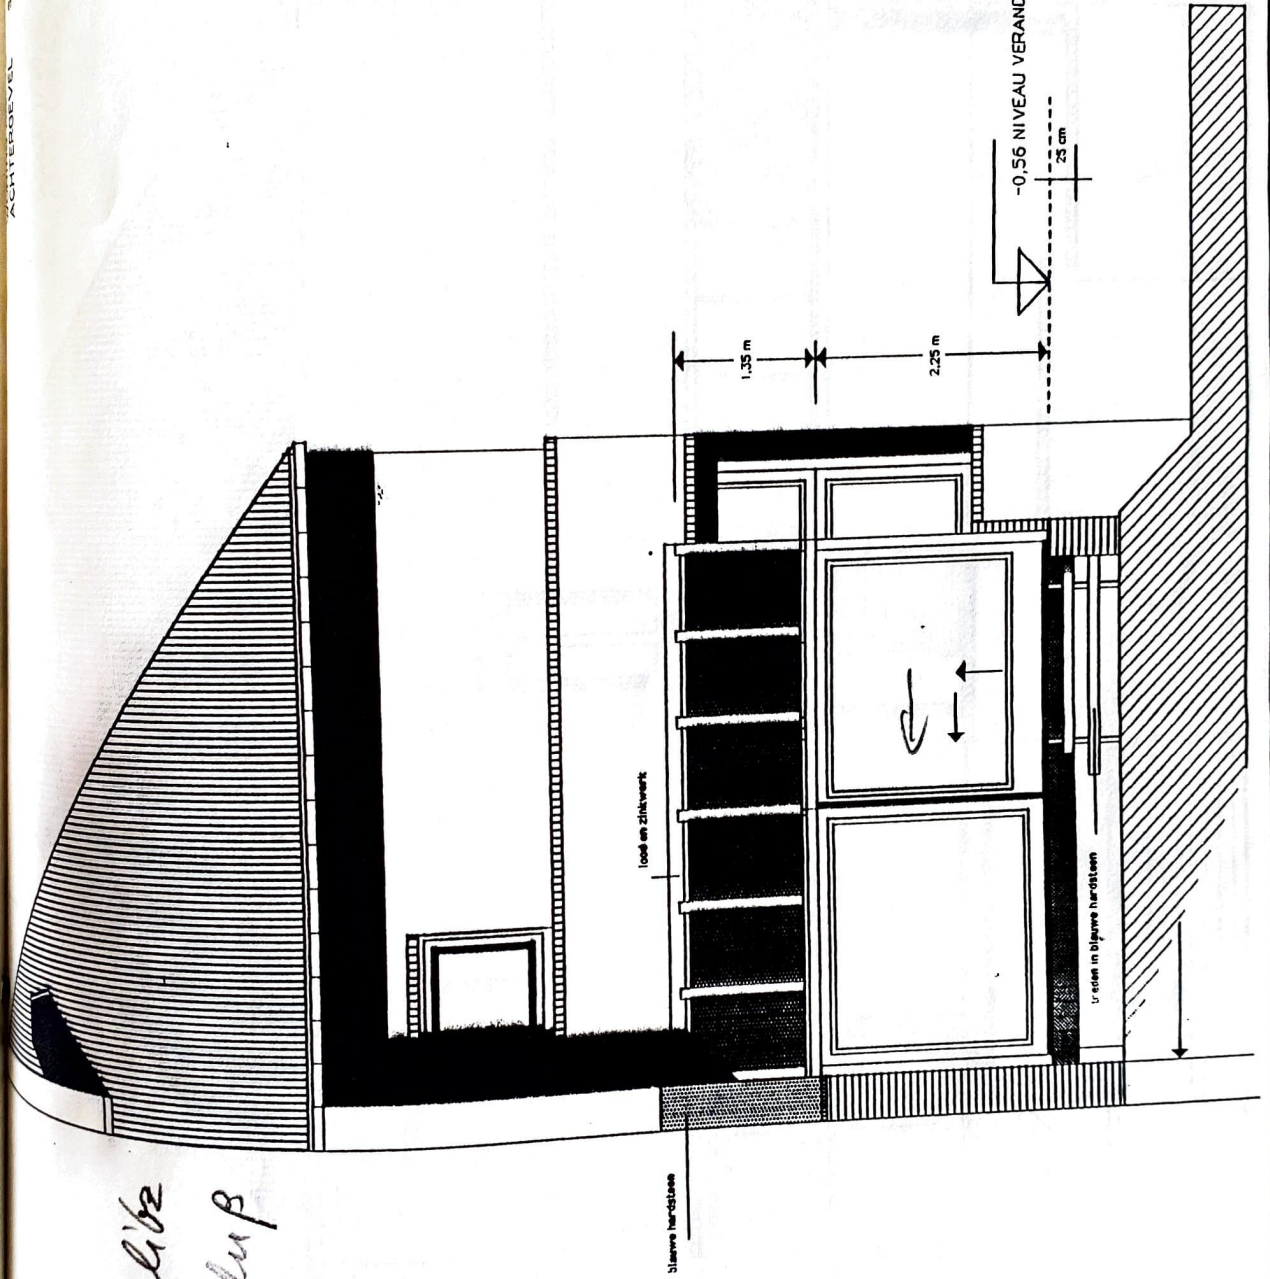 ACHTERGEVEL
-0,56 NIVEAU VERAND
25 cm
1.35 m
2.25 m
lood en zinkwerk
treden in blauwe hardsteen
blauwe hardsteen